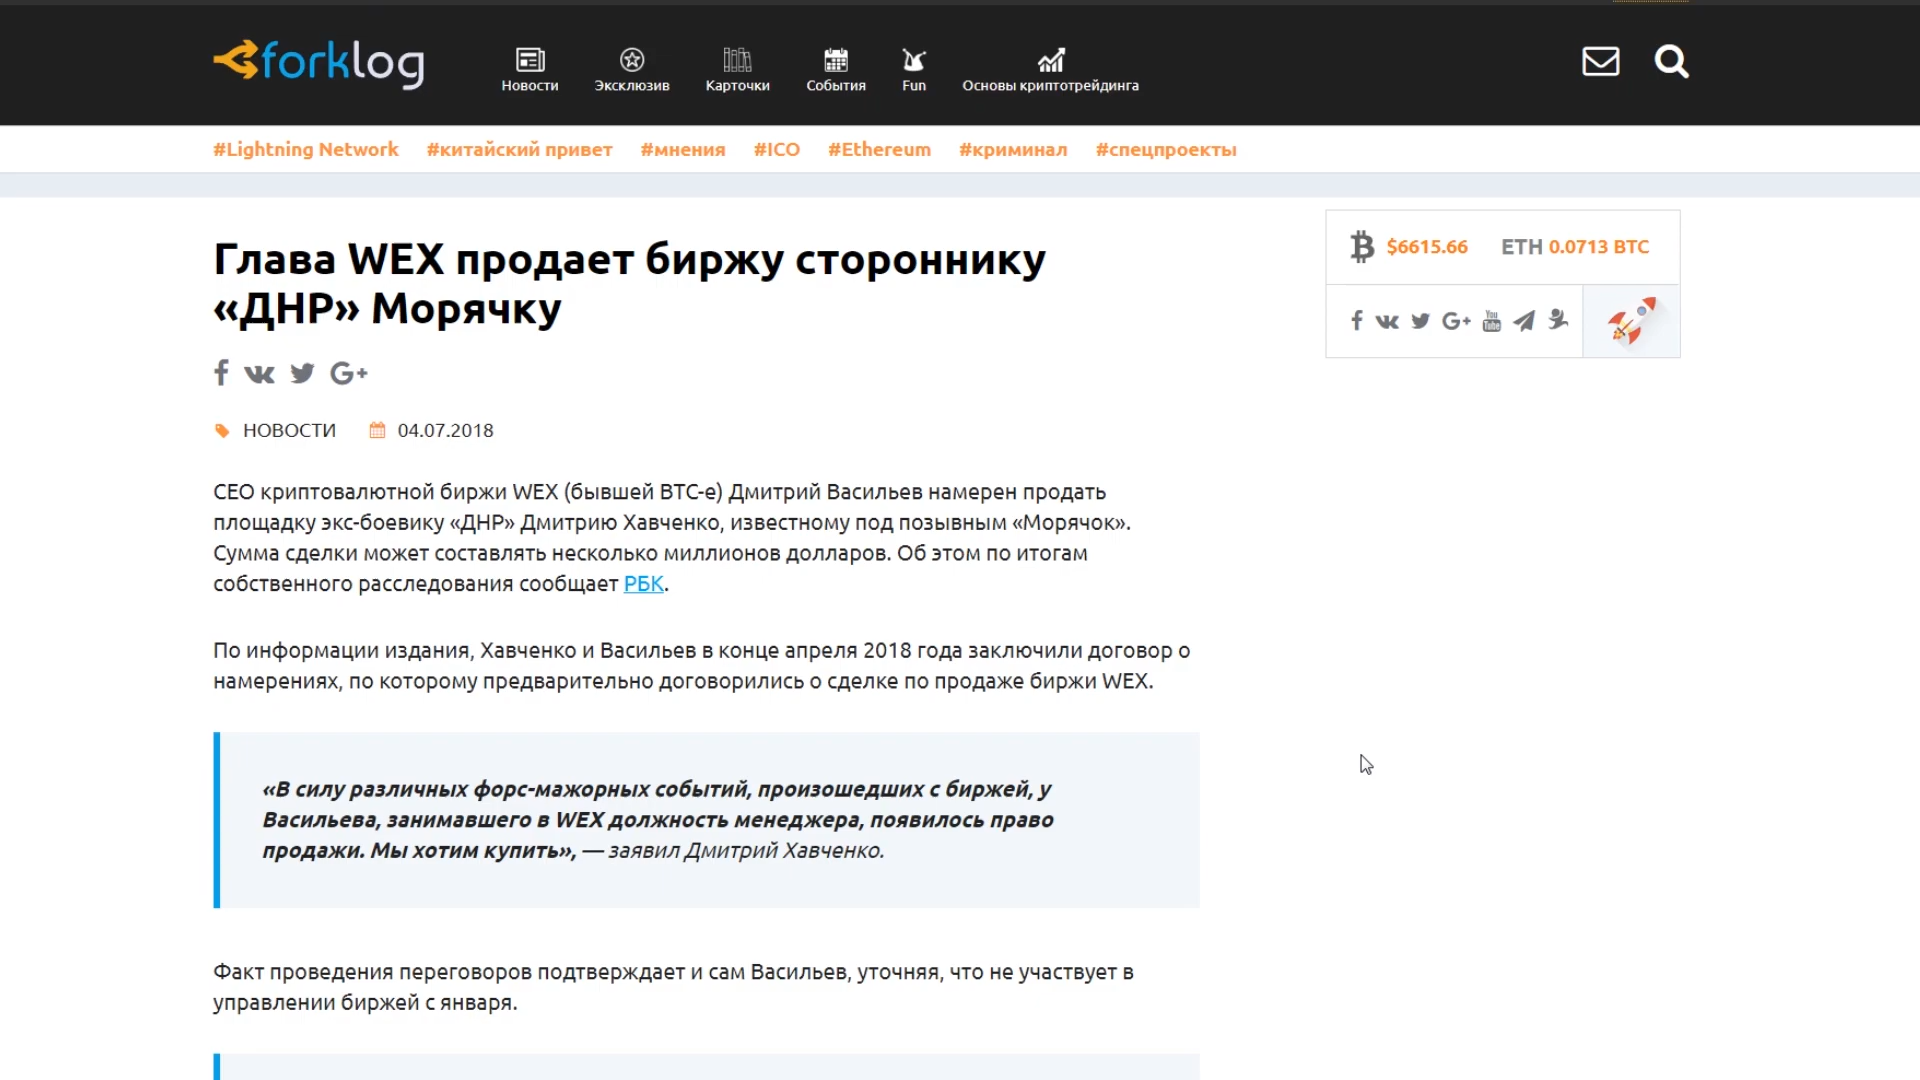 forklog
Новости
Эксклюзив
Карточки
События
Fun
Основы криптотрейдинга
#Lightning Network #китайский привет #мнения #ICO #Ethereum #криминал #спецпроекты
Глава WEX продает биржу стороннику
«ДНР» Морячку
$6615.66 ETH 0.0713 BTC
НОВОСТИ 04.07.2018
CEO криптовалютной биржи WEX (бывшей BTC-e) Дмитрий Васильев намерен продать
площадку экс-боевику «ДНР» Дмитрию Хавченко, известному под позывным «Морячок».
Сумма сделки может составлять несколько миллионов долларов. Об этом по итогам
собственного расследования сообщает РБК.
По информации издания, Хавченко и Васильев в конце апреля 2018 года заключили договор о
намерениях, по которому предварительно договорились о сделке по продаже биржи WEX.
«В силу различных форс-мажорных событий, произошедших с биржей, у
Васильева, занимавшего в WEX должность менеджера, появилось право
продажи. Мы хотим купить», — заявил Дмитрий Хавченко.
Факт проведения переговоров подтверждает и сам Васильев, уточняя, что не участвует в
управлении биржей с января.